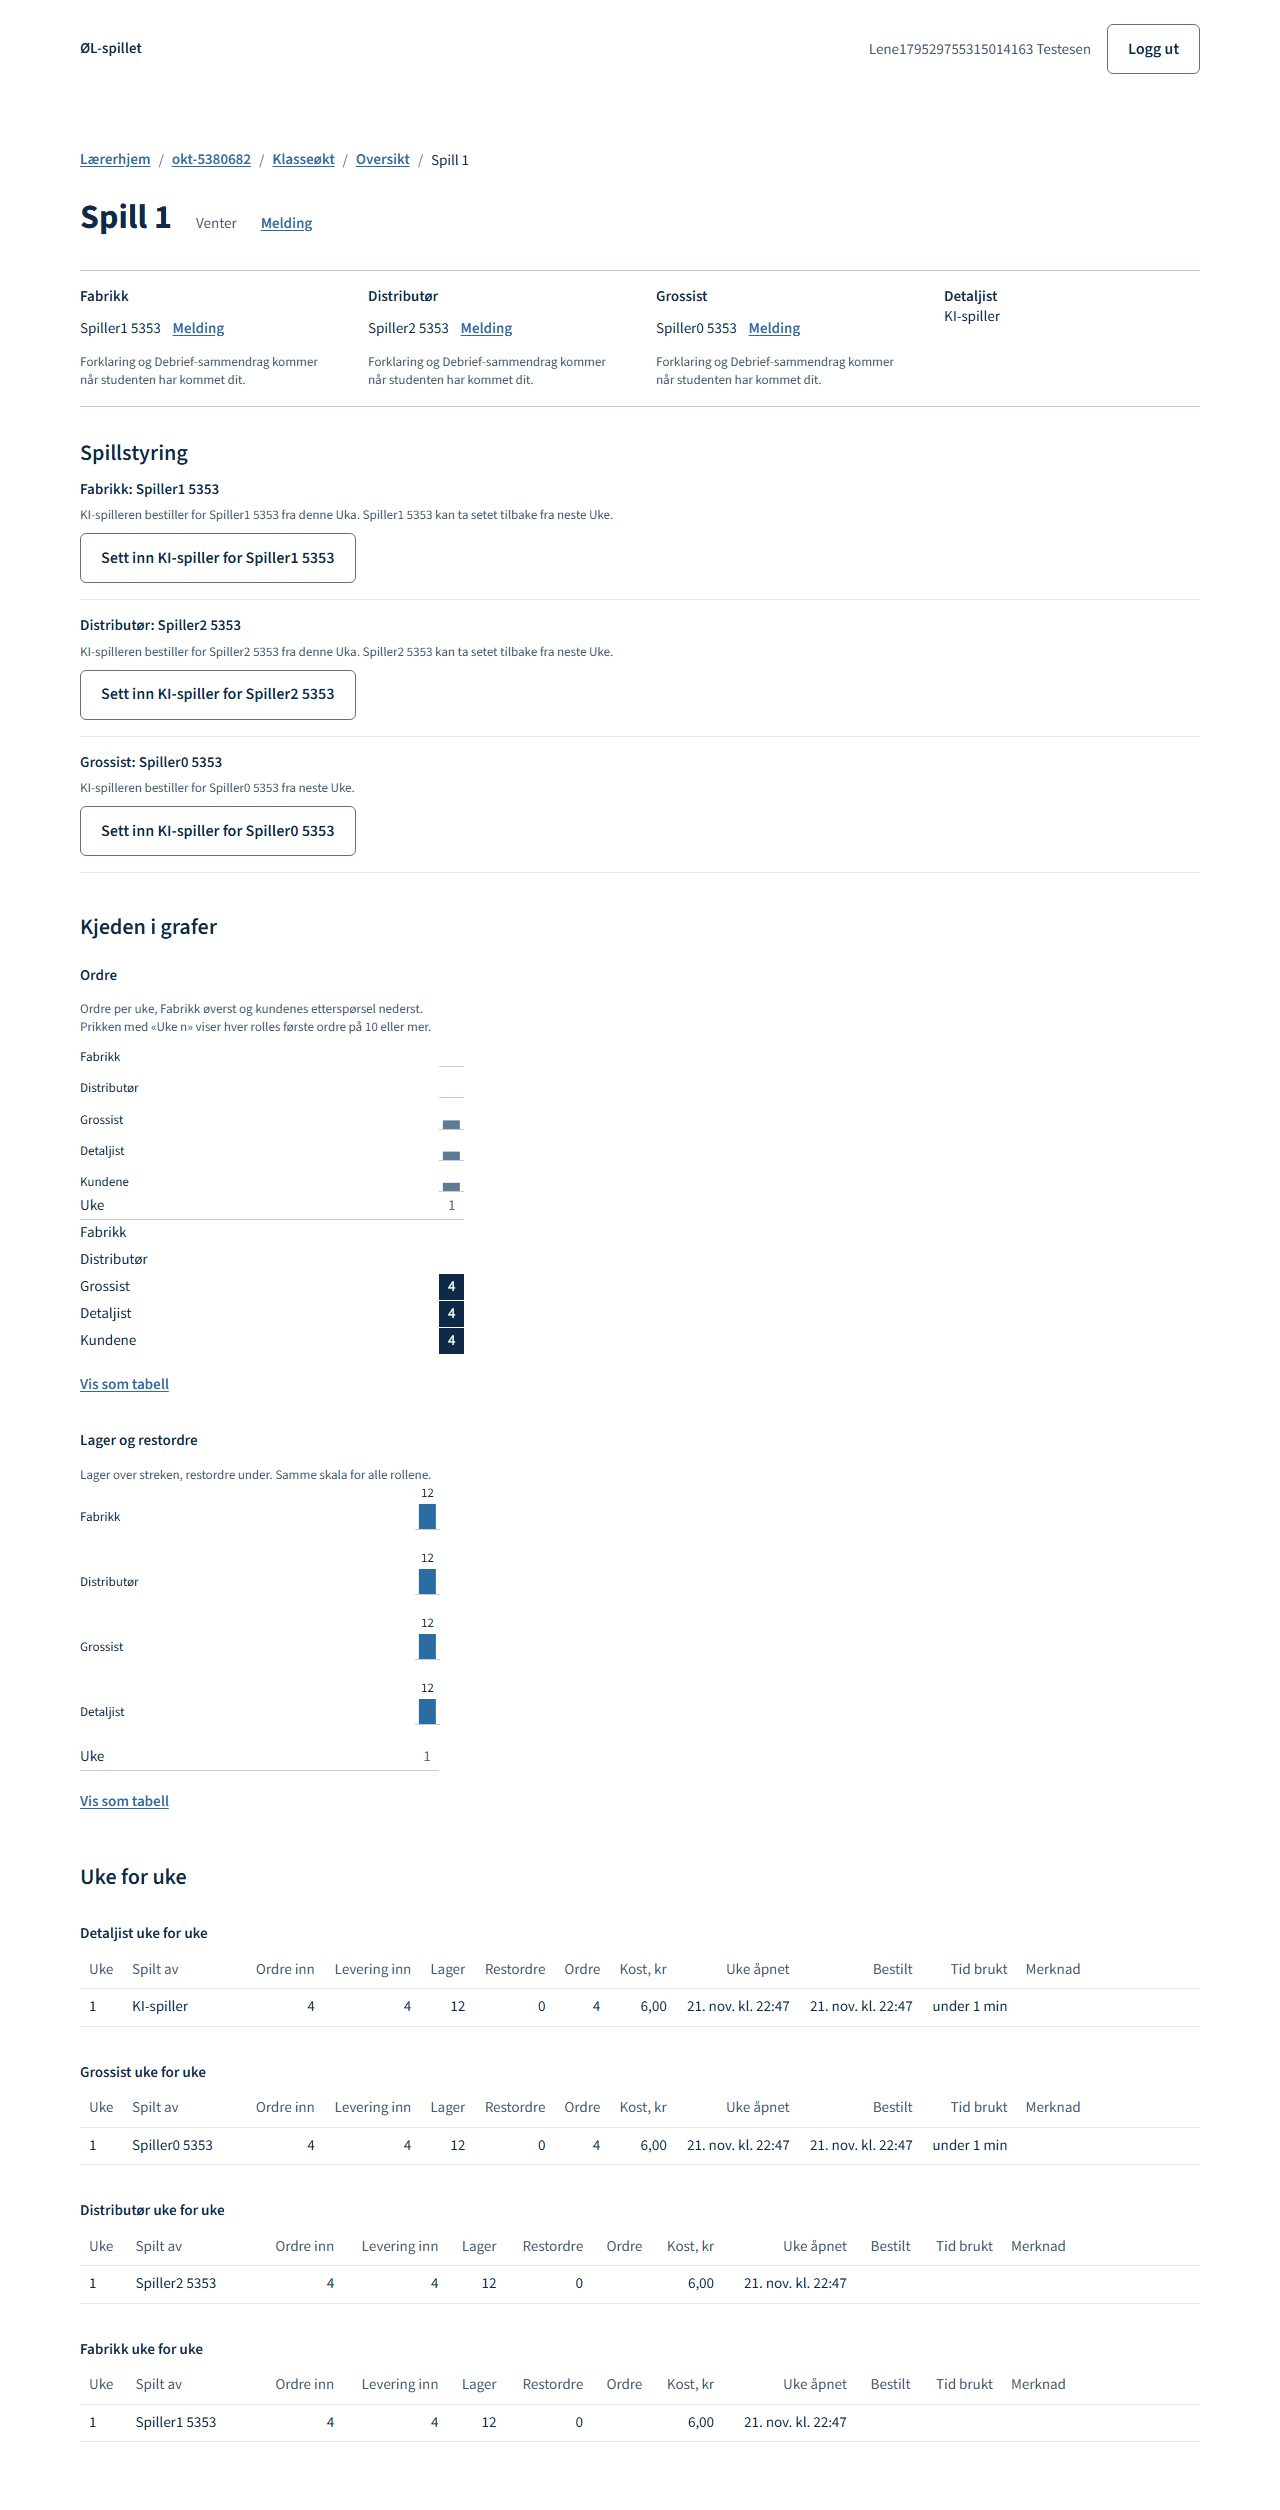 ØL-spillet
Lene179529755315014163 Testesen
Logg ut
Lærerhjem / okt-5380682 / Klasseøkt / Oversikt / Spill 1
Spill 1 Venter Melding
Fabrikk Distributør Grossist Detaljist
KI-spiller
Spiller1 5353 Melding Spiller2 5353 Melding Spiller0 5353 Melding
Forklaring og Debrief-sammendrag kommer Forklaring og Debrief-sammendrag kommer Forklaring og Debrief-sammendrag kommer
når studenten har kommet dit. når studenten har kommet dit. når studenten har kommet dit.
Spillstyring
Fabrikk: Spiller1 5353
KI-spilleren bestiller for Spiller1 5353 fra denne Uka. Spiller1 5353 kan ta setet tilbake fra neste Uke.
Sett inn KI-spiller for Spiller1 5353
Distributør: Spiller2 5353
KI-spilleren bestiller for Spiller2 5353 fra denne Uka. Spiller2 5353 kan ta setet tilbake fra neste Uke.
Sett inn KI-spiller for Spiller2 5353
Grossist: Spiller0 5353
KI-spilleren bestiller for Spiller0 5353 fra neste Uke.
Sett inn KI-spiller for Spiller0 5353
Kjeden i grafer
Ordre
Ordre per uke, Fabrikk øverst og kundenes etterspørsel nederst.
Prikken med «Uke n» viser hver rolles første ordre på 10 eller mer.
Fabrikk
Distributør
Grossist
Detaljist
Kundene
Uke 1
Fabrikk
Distributør
Grossist 4
Detaljist 4
Kundene 4
Vis som tabell
Lager og restordre
Lager over streken, restordre under. Samme skala for alle rollene.
12
Fabrikk
12
Distributør
12
Grossist
12
Detaljist
Uke 1
Vis som tabell
Uke for uke
Detaljist uke for uke
Uke Spilt av Ordre inn Levering inn Lager Restordre Ordre Kost, kr Uke åpnet Bestilt Tid brukt Merknad
1 KI-spiller 4 4 12 0 4 6,00 21. nov. kl. 22:47 21. nov. kl. 22:47 under 1 min
Grossist uke for uke
Uke Spilt av Ordre inn Levering inn Lager Restordre Ordre Kost, kr Uke åpnet Bestilt Tid brukt Merknad
1 Spiller0 5353 4 4 12 0 4 6,00 21. nov. kl. 22:47 21. nov. kl. 22:47 under 1 min
Distributør uke for uke
Uke Spilt av Ordre inn Levering inn Lager Restordre Ordre Kost, kr Uke åpnet Bestilt Tid brukt Merknad
1 Spiller2 5353 4 4 12 0 6,00 21. nov. kl. 22:47
Fabrikk uke for uke
Uke Spilt av Ordre inn Levering inn Lager Restordre Ordre Kost, kr Uke åpnet Bestilt Tid brukt Merknad
1 Spiller1 5353 4 4 12 0 6,00 21. nov. kl. 22:47